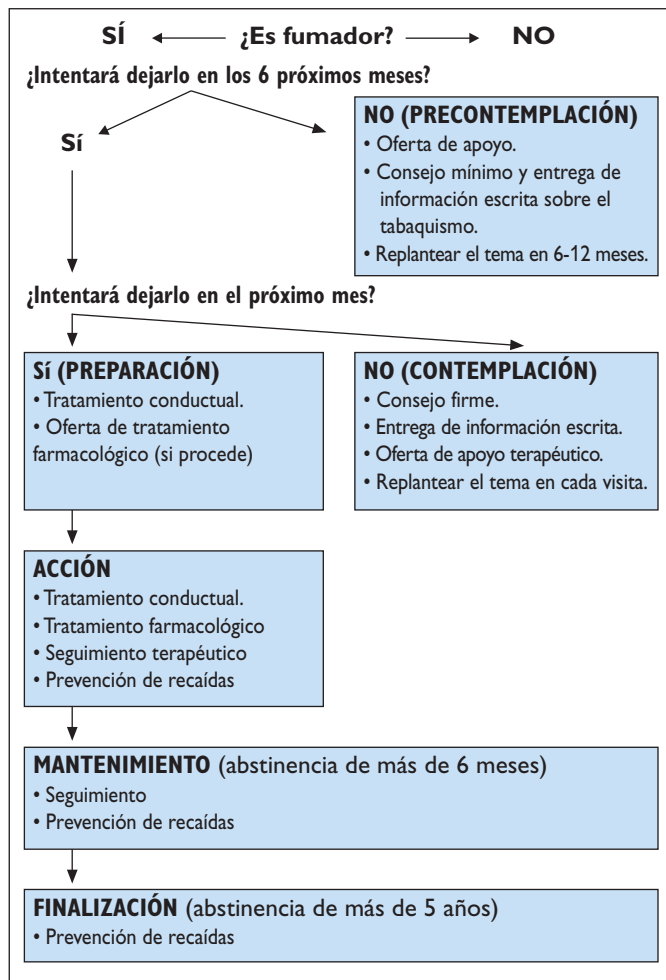 SÍ ¿Es fumador? NO
¿Intentará dejarlo en los 6 próximos meses?
Sí
NO (PRECONTEMPLACIÓN)
• Oferta de apoyo.
• Consejo mínimo y entrega de
información escrita sobre el
tabaquismo.
• Replantear el tema en 6-12 meses.
¿Intentará dejarlo en el próximo mes?
Sí (PREPARACIÓN)
• Tratamiento conductual.
• Oferta de tratamiento
farmacológico (si procede)
NO (CONTEMPLACIÓN)
• Consejo firme.
• Entrega de información escrita.
• Oferta de apoyo terapéutico.
• Replantear el tema en cada visita.
ACCIÓN
• Tratamiento conductual.
• Tratamiento farmacológico
• Seguimiento terapéutico
• Prevención de recaídas
MANTENIMIENTO (abstinencia de más de 6 meses)
• Seguimiento
• Prevención de recaídas
FINALIZACIÓN (abstinencia de más de 5 años)
• Prevención de recaídas